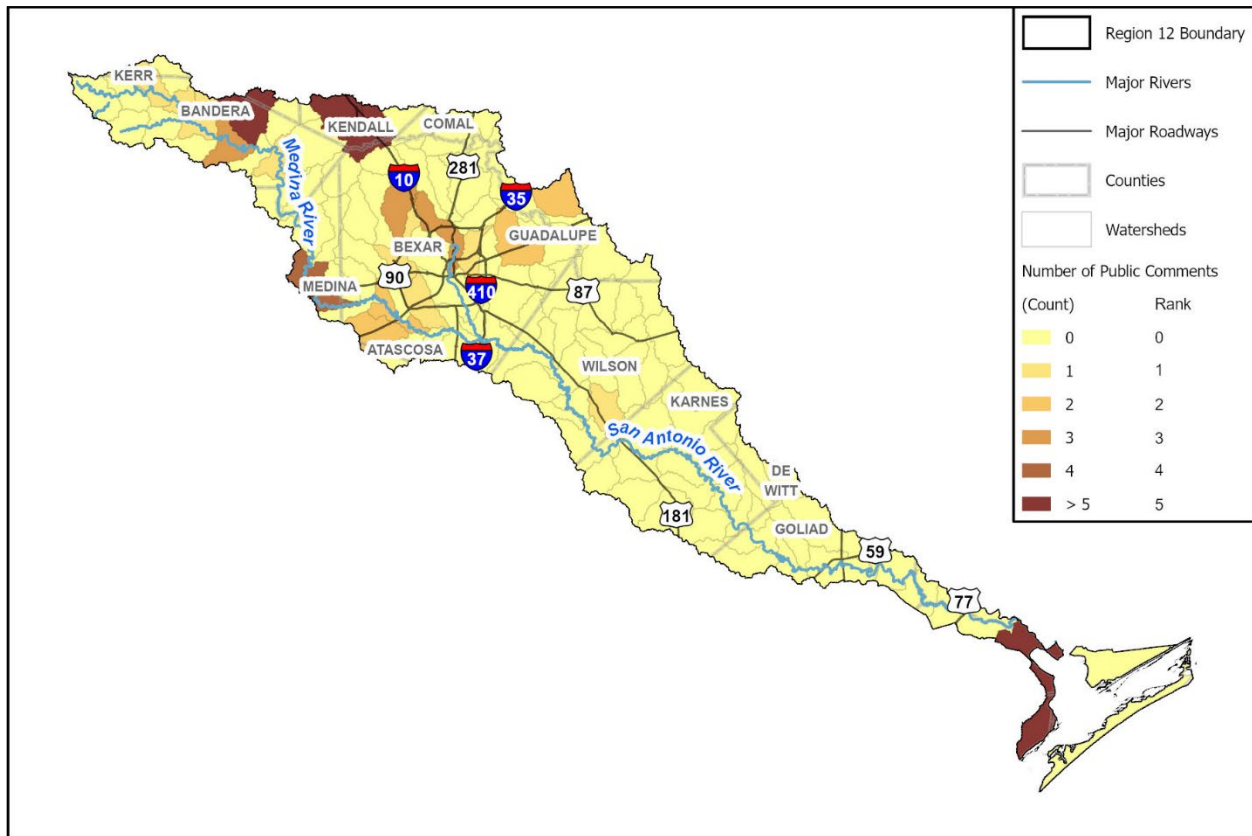 KERR
BANDERA
KENDALL
COMAL
Medina River
10
281
35
BEXAR
GUADALUPE
MEDINA
90
410
87
ATASCOSA
37
WILSON
KARNES
San Antonio River
DE
WITT
181
GOLIAD
59
77
Region 12 Boundary
Major Rivers
Major Roadways
Counties
Watersheds
Number of Public Comments
(Count) Rank
0 0
1 1
2 2
3 3
4 4
> 5 5